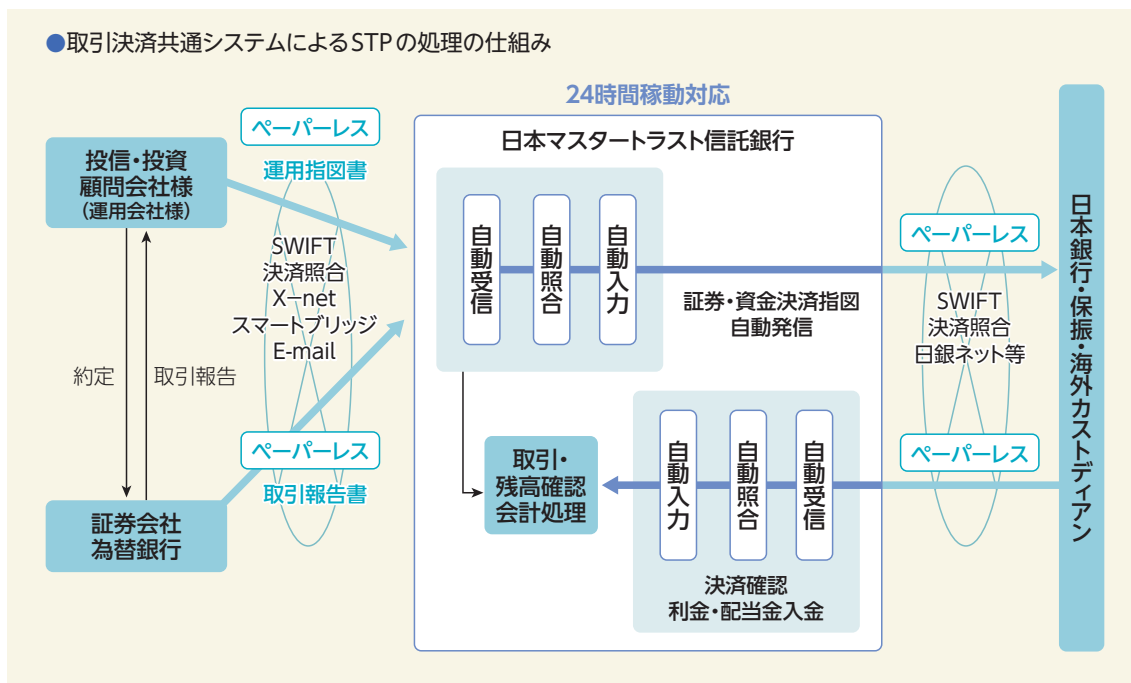 ●取引決済共通システムによるSTPの処理の仕組み
24時間稼動対応
ペーパーレス
運用指図書
投信・投資
顧問会社様
(運用会社様)
SWIFT
決済照合
X−net
スマートブリッジ
E-mail
約定
取引報告
ペーパーレス
取引報告書
証券会社
為替銀行
日本マスタートラスト信託銀行
自動受信
自動照合
自動入力
証券・資金決済指図
自動発信
取引・
残高確認
会計処理
自動入力
自動照合
自動受信
決済確認
利金・配当金入金
ペーパーレス
SWIFT
決済照合
日銀ネット等
ペーパーレス
日本銀行・保振・海外カストディアン